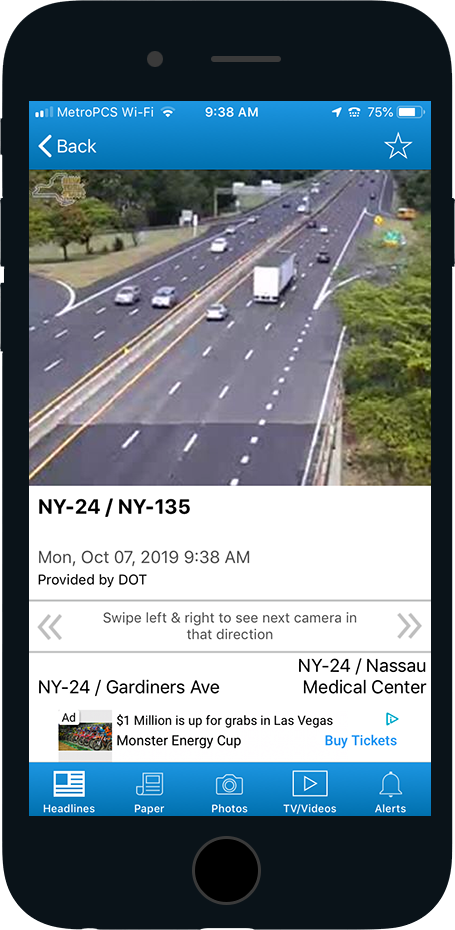 MetroPCS Wi-Fi 9:38 AM 75%
Back
NY-24 / NY-135
Mon, Oct 07, 2019 9:38 AM
Provided by DOT
Swipe left & right to see next camera in
that direction
NY-24 / Gardiners Ave
NY-24 / Nassau
Medical Center
Ad
$1 Million is up for grabs in Las Vegas
Monster Energy Cup
Buy Tickets
Headlines Paper Photos TV/Videos Alerts